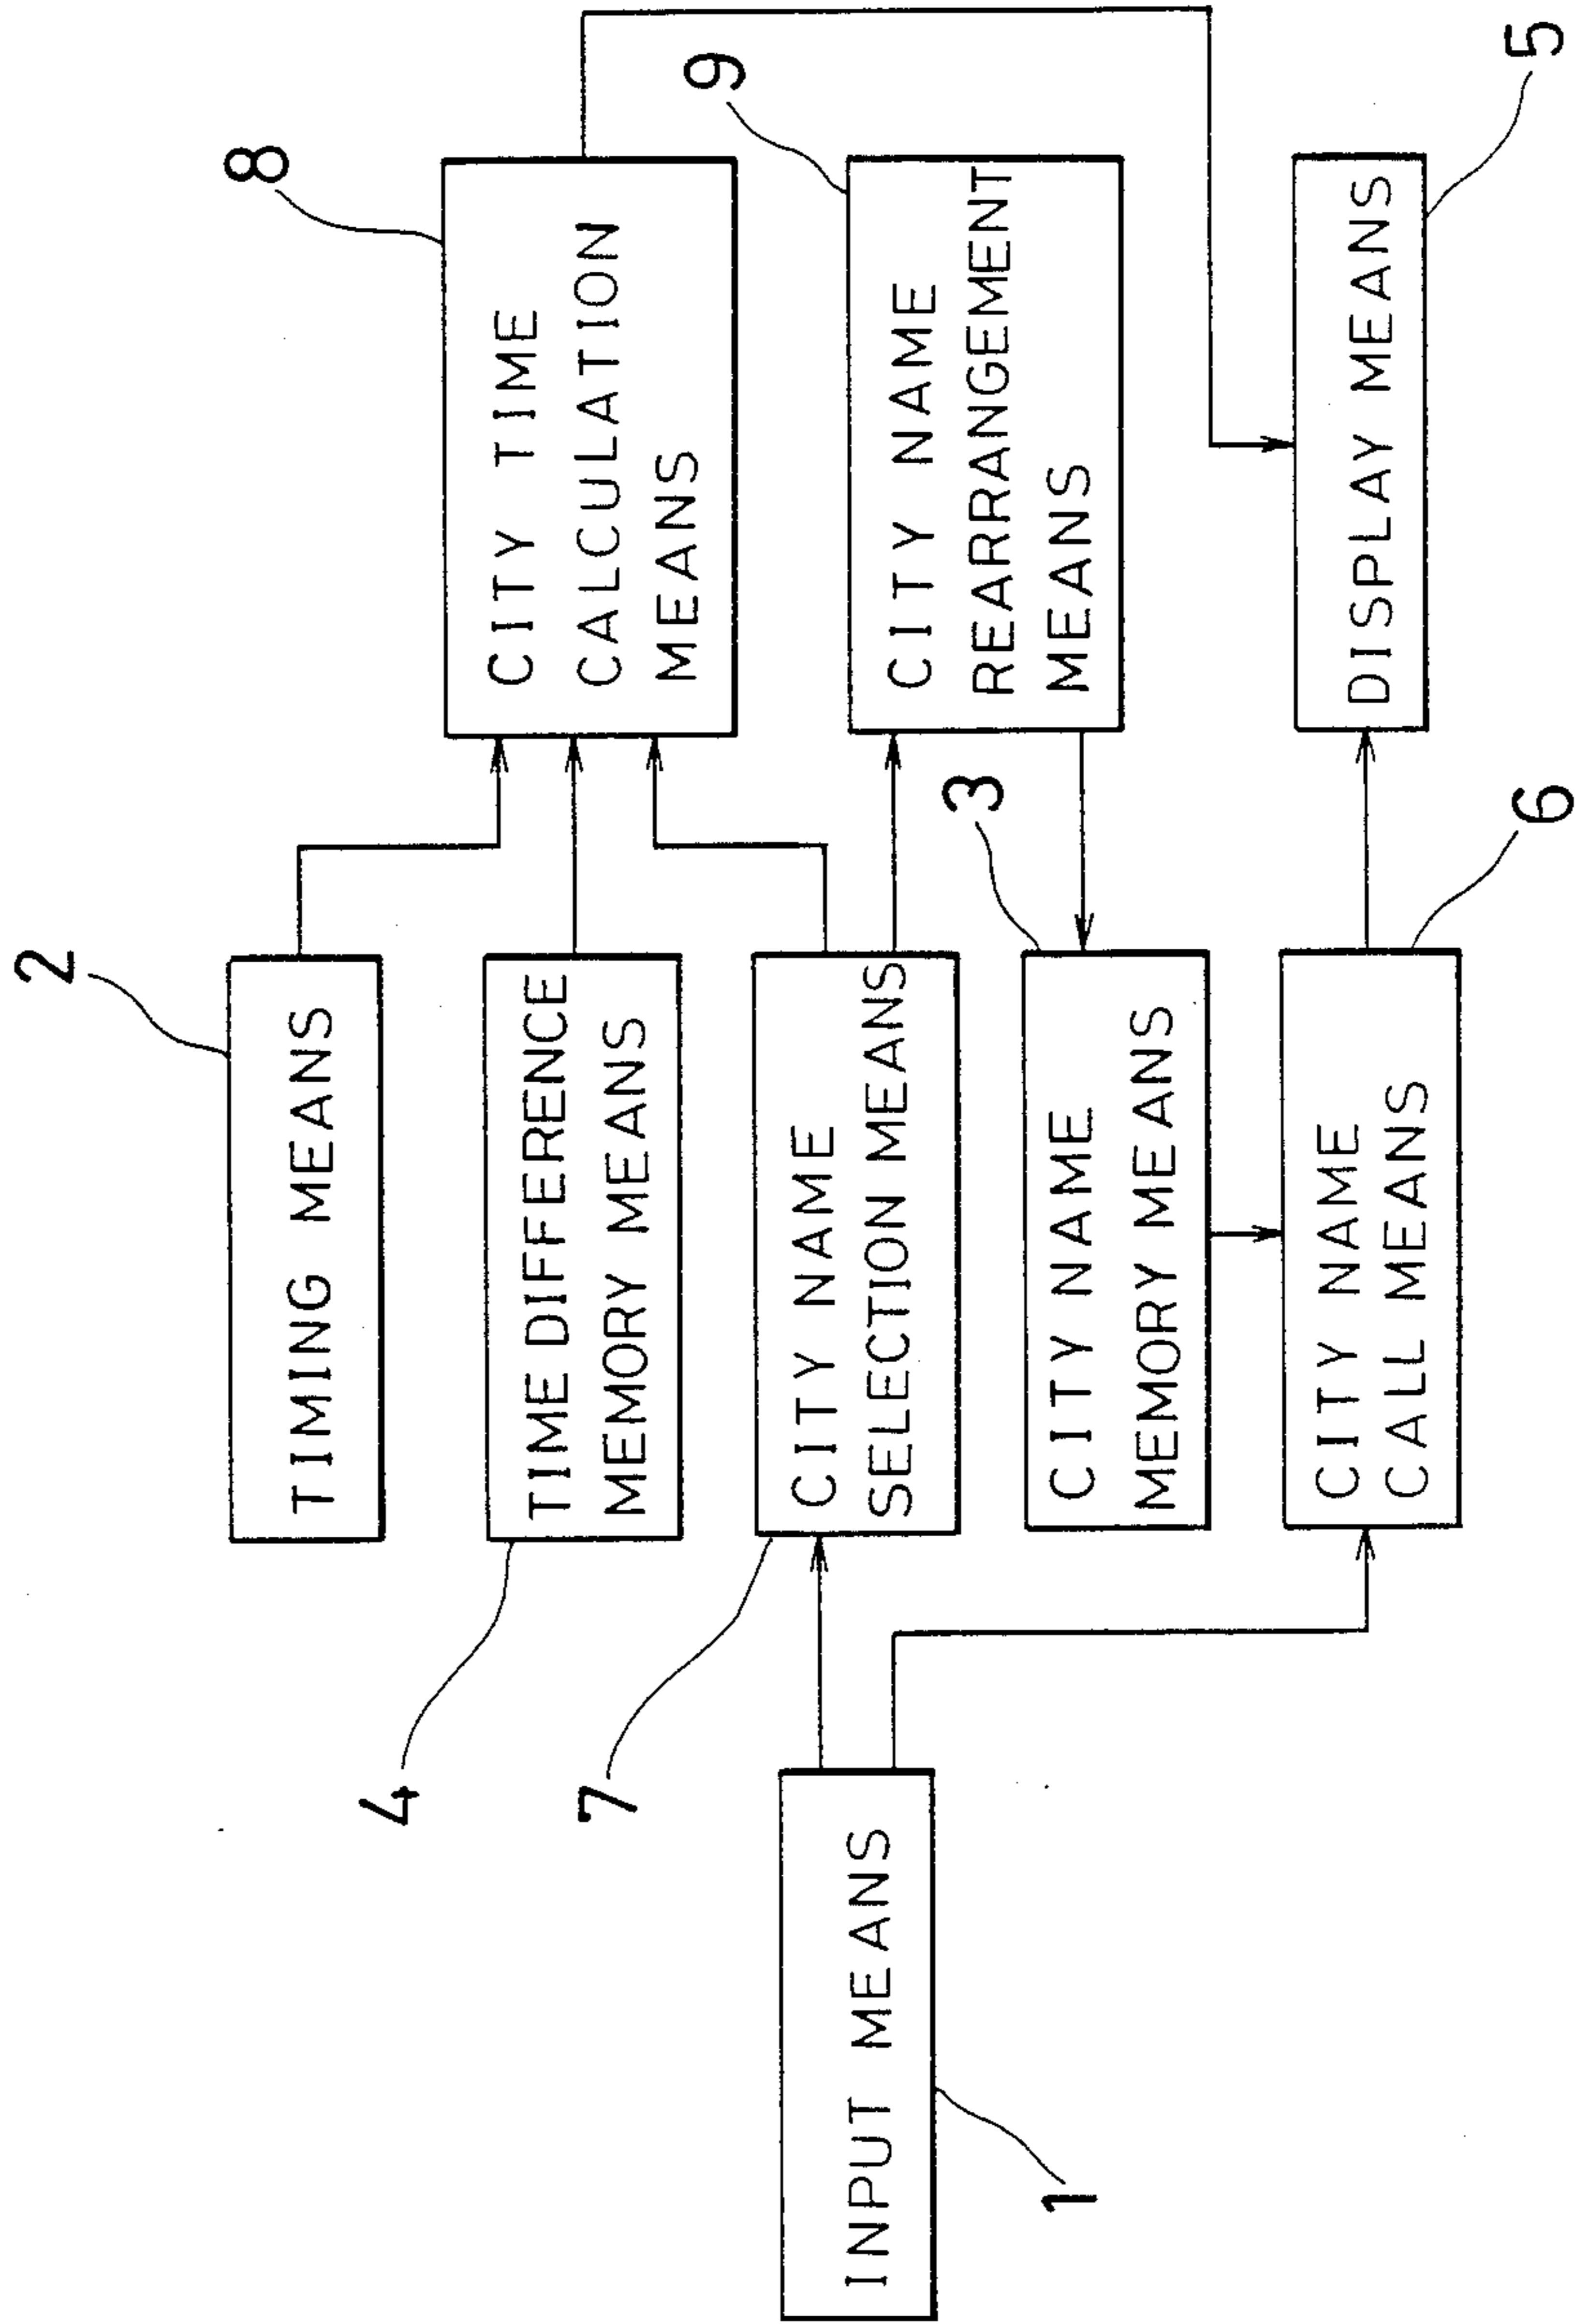 2
TIMING MEANS
4
TIME DIFFERENCE
MEMORY MEANS
8
CITY TIME
CALCULATION
MEANS
7
CITY NAME
SELECTION MEANS
9
CITY NAME
REARRANGEMENT
MEANS
1
INPUT MEANS
3
CITY NAME
MEMORY MEANS
6
CITY NAME
CALL MEANS
5
DISPLAY MEANS